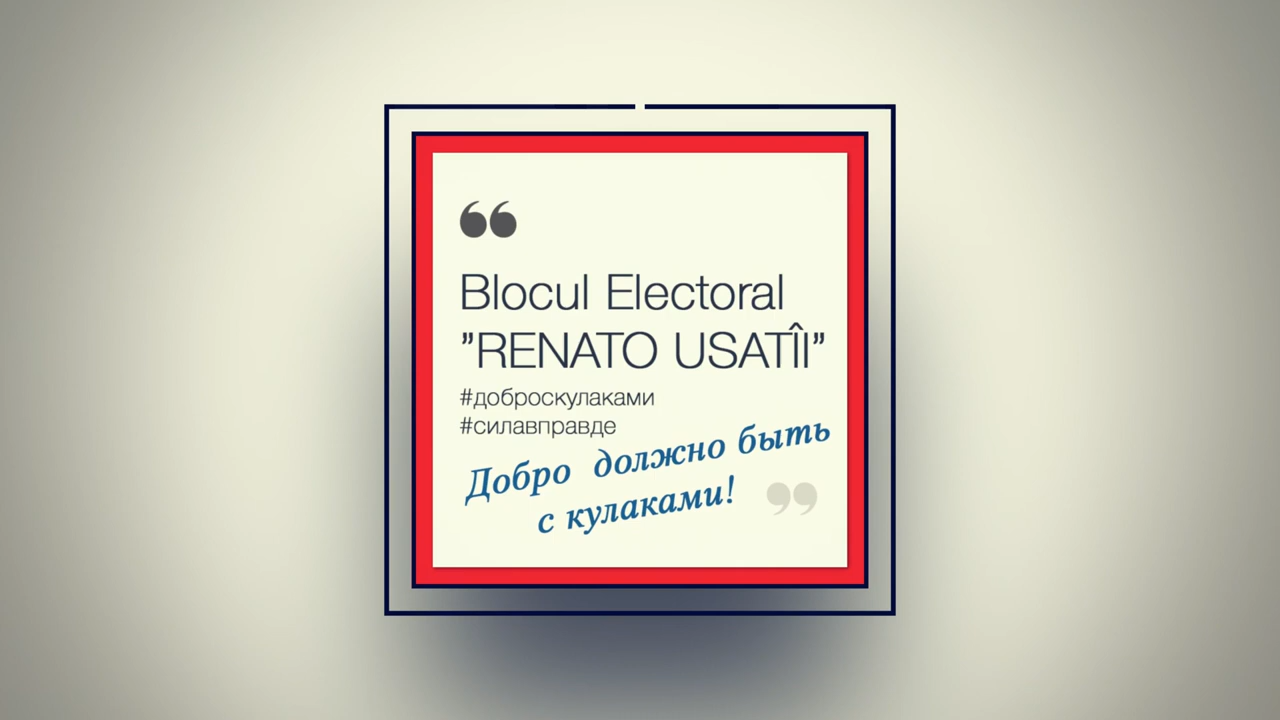 “
Blocul Electoral
”RENATO USATÎI”
#доброскулаками
#силавправде
Добро должно быть
с кулаками!
”